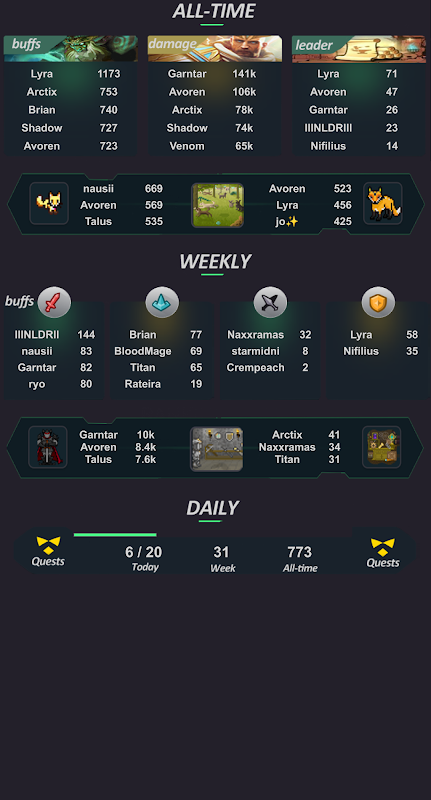 ALL-TIME
buffs
Lyra 1173
Arctix 753
Brian 740
Shadow 727
Avoren 723
damage
Garntar 141k
Avoren 106k
Arctix 78k
Shadow 74k
Venom 65k
leader
Lyra 71
Avoren 47
Garntar 26
IIINLDRIII 23
Nifilius 14
nausii 669
Avoren 569
Talus 535
Avoren 523
Lyra 456
jo✨ 425
WEEKLY
buffs
IIINLDRII 144
nausii 83
Garntar 82
ryo 80
Brian 77
BloodMage 69
Titan 65
Rateira 19
Naxxramas 32
starmidni 8
Crempeach 2
Lyra 58
Nifilius 35
Garntar 10k
Avoren 8.4k
Talus 7.6k
Arctix 41
Naxxramas 34
Titan 31
DAILY
Quests
6 / 20
Today
31
Week
773
All-time
Quests